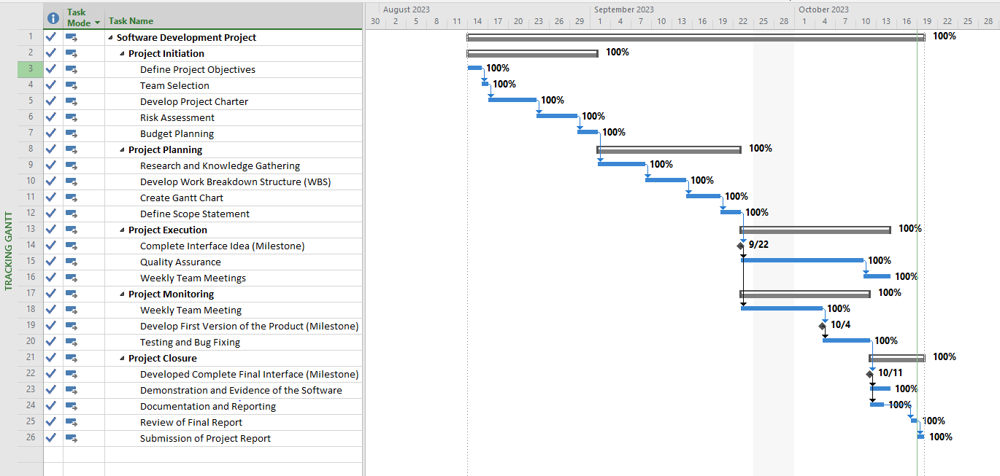 August 2023 September 2023 October 2023
Task Mode Task Name 30 2 5 8 11 14 17 20 23 26 29 1 4 7 10 13 16 19 22 25 28 1 4 7 10 13 16 19 22 25 28
1 Software Development Project 100%
2 Project Initiation 100%
3 Define Project Objectives 100%
4 Team Selection 100%
5 Develop Project Charter 100%
6 Risk Assessment 100%
7 Budget Planning 100%
8 Project Planning 100%
9 Research and Knowledge Gathering 100%
10 Develop Work Breakdown Structure (WBS) 100%
11 Create Gantt Chart 100%
12 Define Scope Statement 100%
13 Project Execution 100%
14 Complete Interface Idea (Milestone) 9/22
15 Quality Assurance 100%
16 Weekly Team Meetings 100%
17 Project Monitoring 100%
18 Weekly Team Meeting 100%
19 Develop First Version of the Product (Milestone) 10/4
20 Testing and Bug Fixing 100%
21 Project Closure 100%
22 Developed Complete Final Interface (Milestone) 10/11
23 Demonstration and Evidence of the Software 100%
24 Documentation and Reporting 100%
25 Review of Final Report 100%
26 Submission of Project Report 100%
TRACKING GANTT